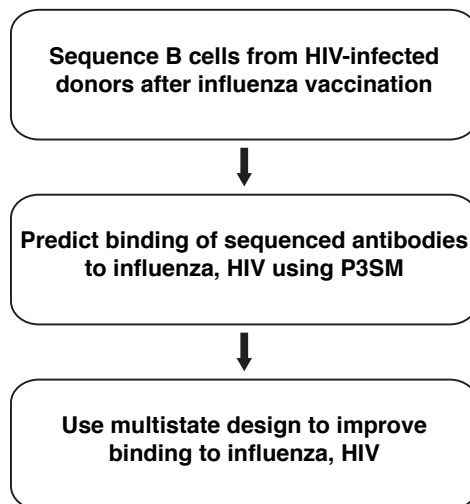 Sequence B cells from HIV-infected
donors after influenza vaccination
Predict binding of sequenced antibodies
to influenza, HIV using P3SM
Use multistate design to improve
binding to influenza, HIV